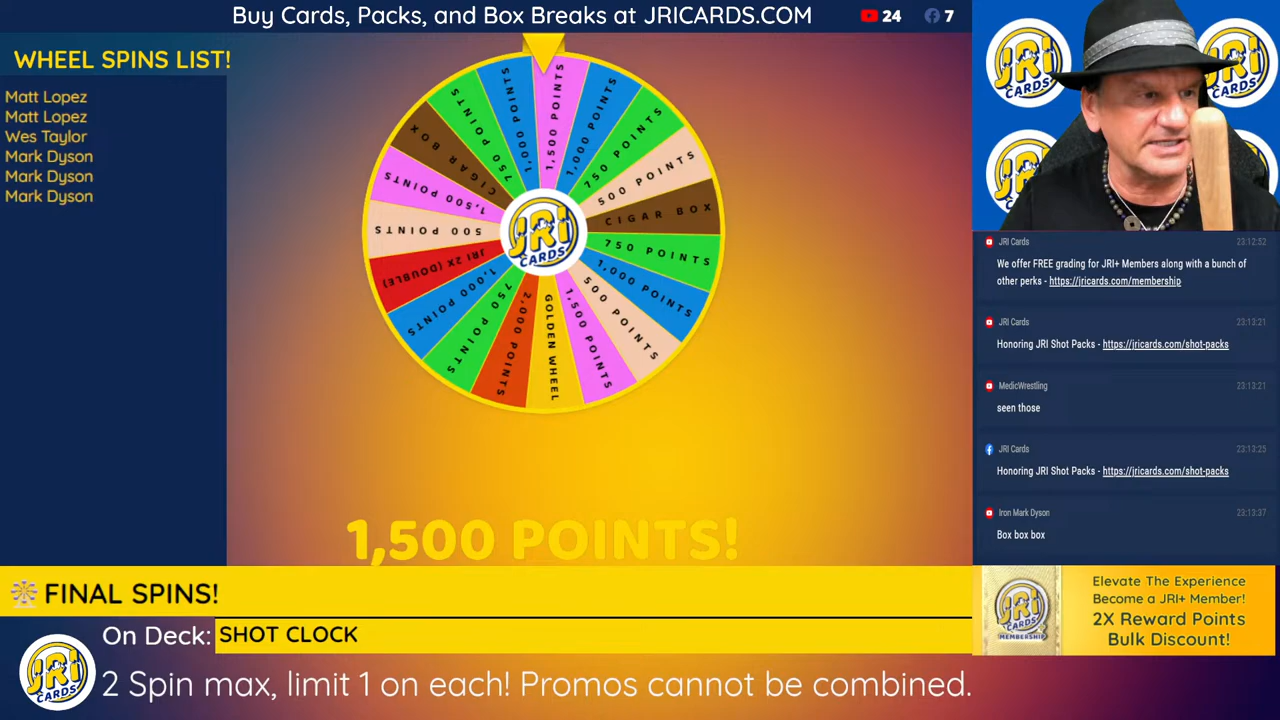 Buy Cards, Packs, and Box Breaks at JRICARDS.COM
24
7
WHEEL SPINS LIST!
Matt Lopez
Matt Lopez
Wes Taylor
Mark Dyson
Mark Dyson
Mark Dyson
1,500 POINTS
1,000 POINTS
750 POINTS
500 POINTS
CIGAR BOX
750 POINTS
1,000 POINTS
500 POINTS
1,500 POINTS
GOLDEN WHEEL
2,000 POINTS
750 POINTS
1,000 POINTS
JRI 2X (DOUBLE)
500 POINTS
1,500 POINTS
CIGAR BOX
750 POINTS
1,000 POINTS
JRI
CARDS
1,500 POINTS!
JRI
CARDS
JRI
JRI
JRI Cards
23:12:52
We offer FREE grading for JRI+ Members along with a bunch of
other perks - https://jricards.com/membership
JRI Cards
23:13:21
Honoring JRI Shot Packs - https://jricards.com/shot-packs
MedicWrestling
23:13:21
seen those
JRI Cards
23:13:25
Honoring JRI Shot Packs - https://jricards.com/shot-packs
Iron Mark Dyson
23:13:37
Box box box
FINAL SPINS!
On Deck: SHOT CLOCK
JRI
CARDS
2 Spin max, limit 1 on each! Promos cannot be combined.
JRI
CARDS
MEMBERSHIP
Elevate The Experience
Become a JRI+ Member!
2X Reward Points
Bulk Discount!